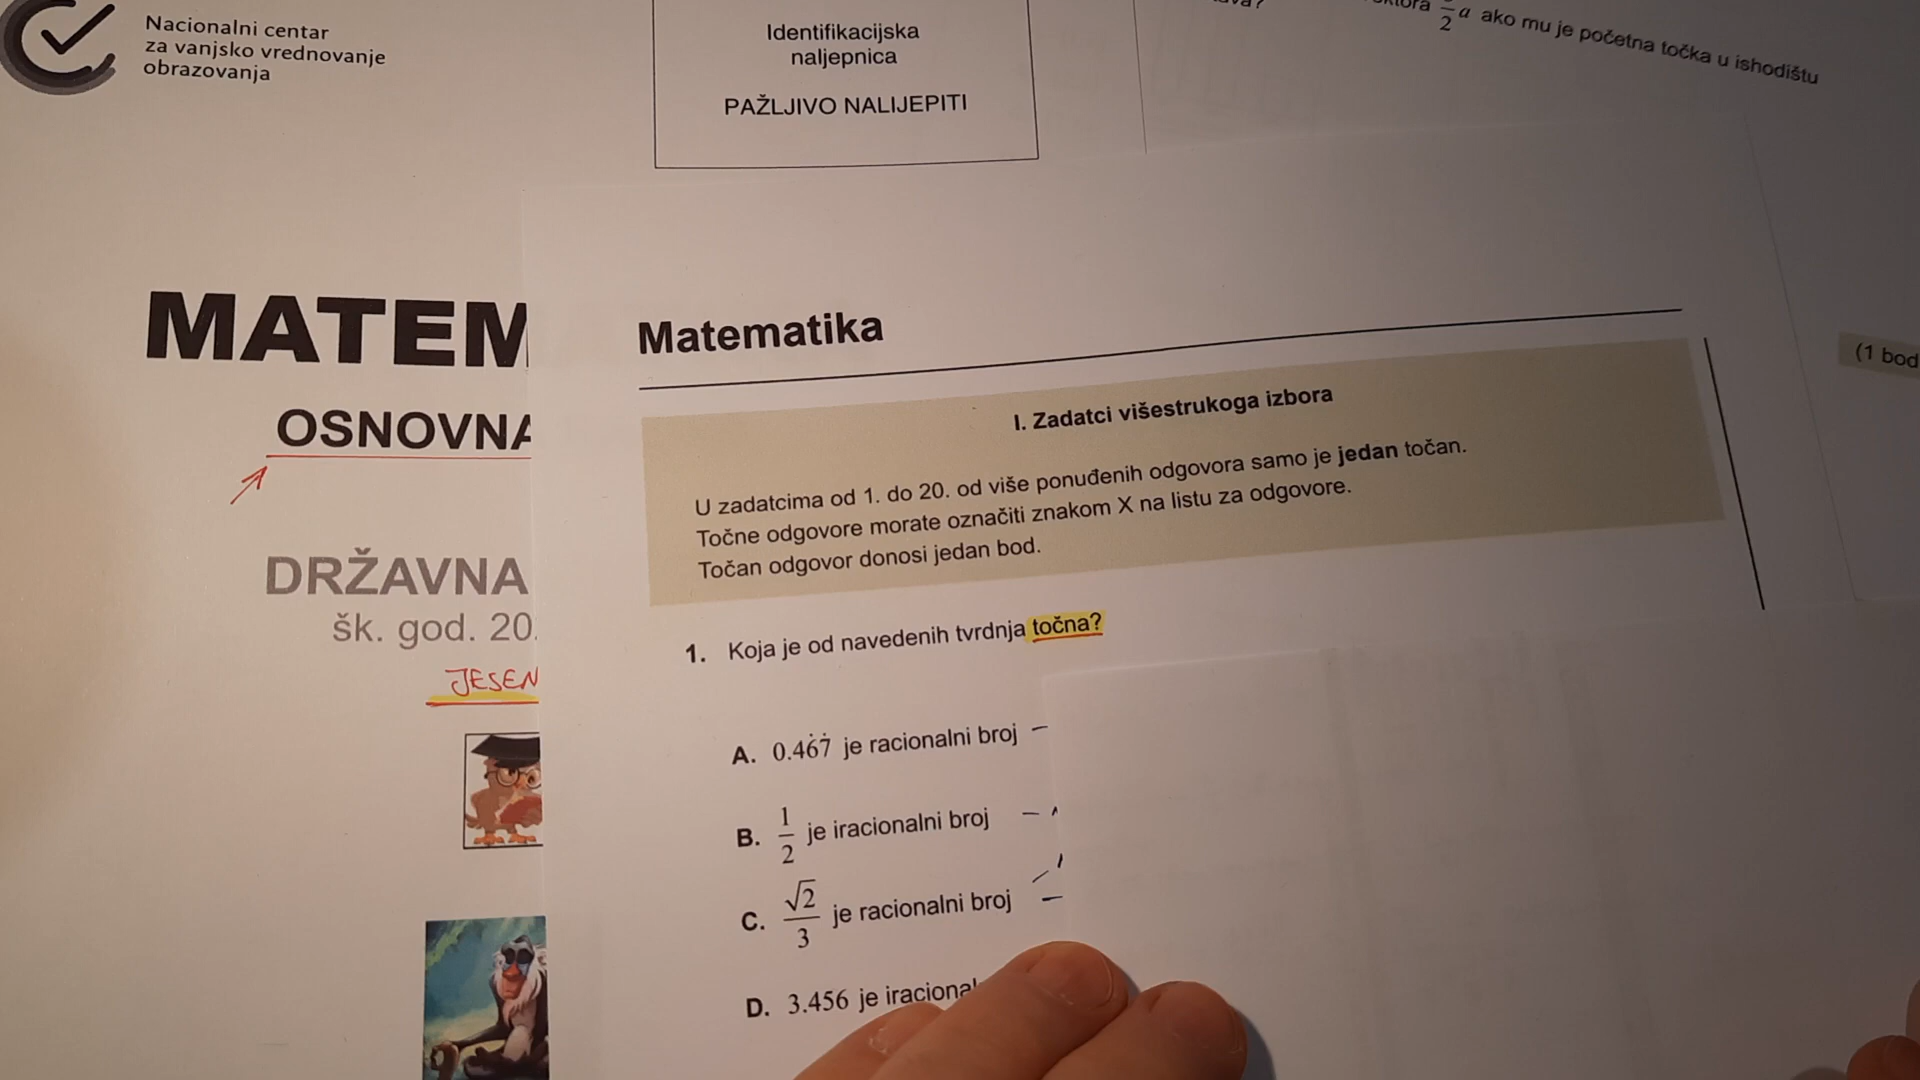 Nacionalni centar
za vanjsko vrednovanje
obrazovanja
Identifikacijska
naljepnica
PAŽLJIVO NALIJEPITI
2 a ako mu je početna točka u ishodištu
MATEM
OSNOVNA
DRŽAVNA
šk. god. 20
JESEN
Matematika
(1 bod
I. Zadatci višestrukoga izbora
U zadatcima od 1. do 20. od više ponuđenih odgovora samo je jedan točan.
Točne odgovore morate označiti znakom X na listu za odgovore.
Točan odgovor donosi jedan bod.
1. Koja je od navedenih tvrdnja točna?
A. 0.46̇7̇ je racionalni broj –
B. 1/2 je iracionalni broj –
C. √2/3 je racionalni broj –
D. 3.456 je iracional